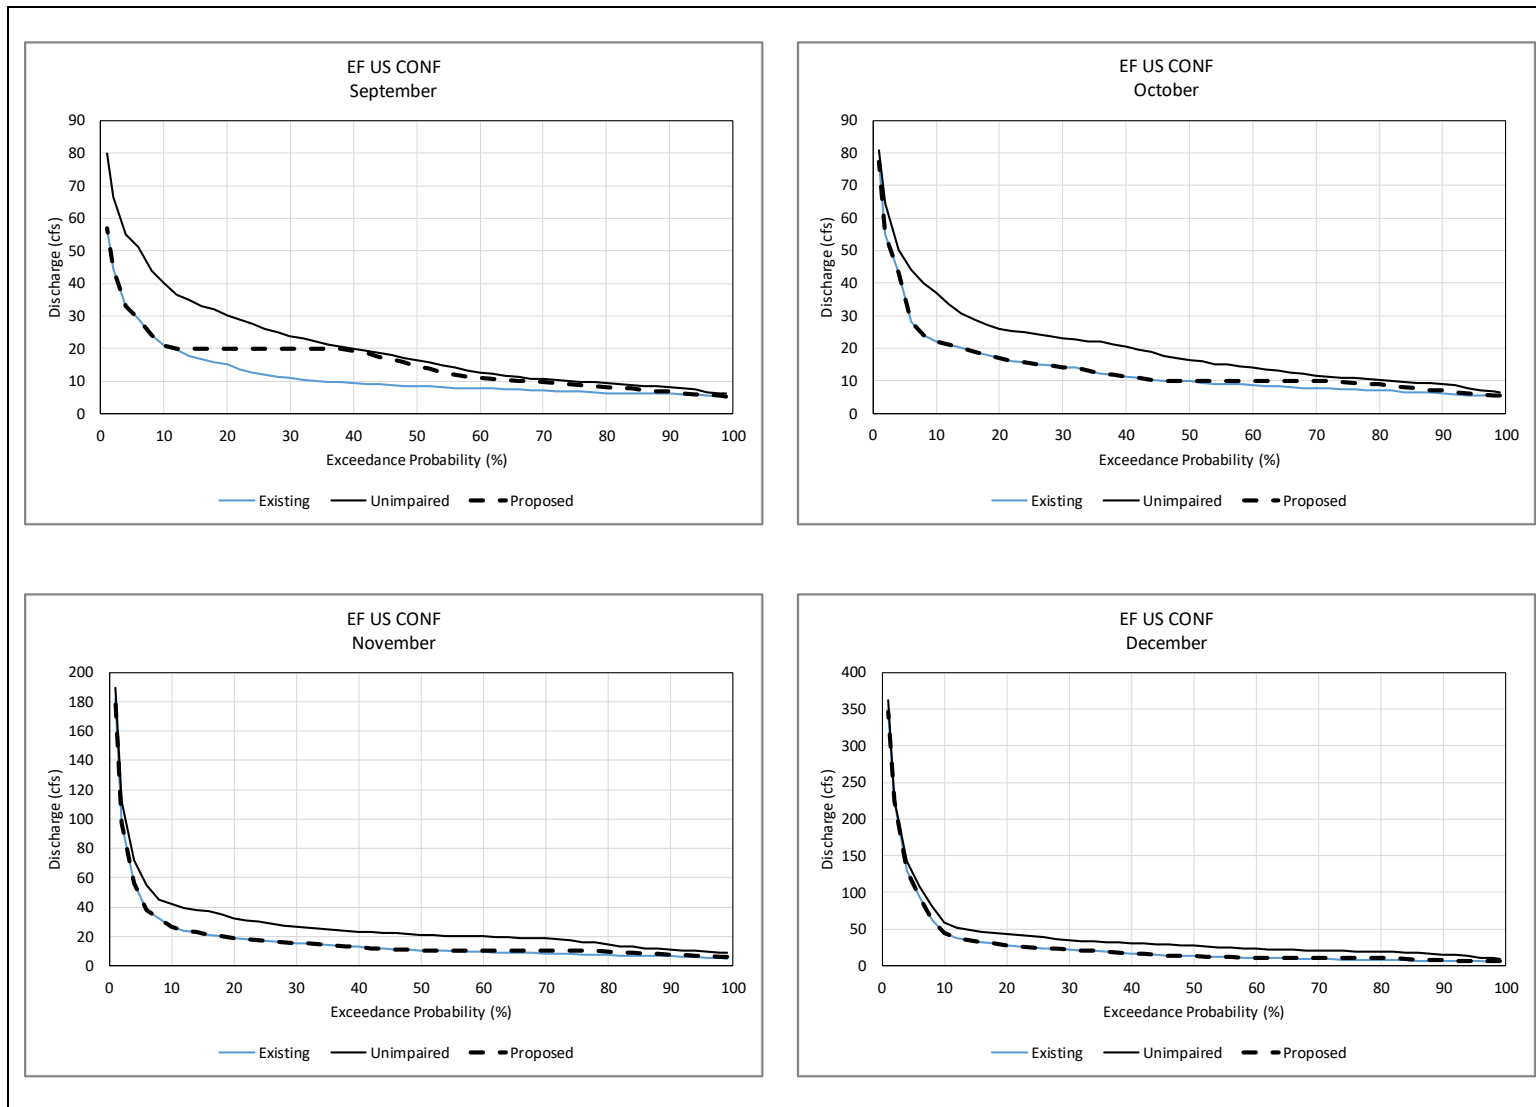 EF US CONF
September
90
80
70
60
50
40
30
20
10
0
Discharge (cfs)
0 10 20 30 40 50 60 70 80 90 100
Exceedance Probability (%)
Existing Unimpaired Proposed
EF US CONF
October
90
80
70
60
50
40
30
20
10
0
Discharge (cfs)
0 10 20 30 40 50 60 70 80 90 100
Exceedance Probability (%)
Existing Unimpaired Proposed
EF US CONF
November
200
180
160
140
120
100
80
60
40
20
0
Discharge (cfs)
0 10 20 30 40 50 60 70 80 90 100
Exceedance Probability (%)
Existing Unimpaired Proposed
EF US CONF
December
400
350
300
250
200
150
100
50
0
Discharge (cfs)
0 10 20 30 40 50 60 70 80 90 100
Exceedance Probability (%)
Existing Unimpaired Proposed